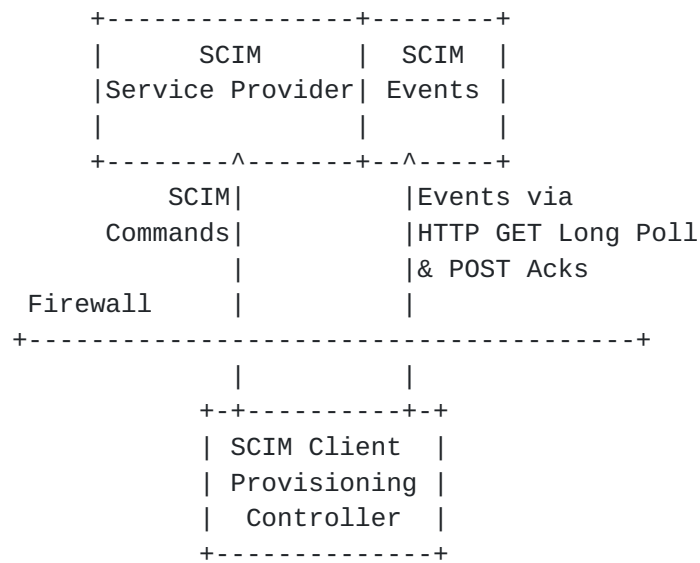 +----------------+--------+
|      SCIM      |  SCIM  |
|Service Provider| Events |
|                |        |
+--------^-------+--^-----+
SCIM|          |Events via
Commands|          |HTTP GET Long Poll
|          |& POST Acks
Firewall     |          |
+---------------------------------------+
|          |
+-+----------+-+
| SCIM Client  |
| Provisioning |
|  Controller  |
+--------------+